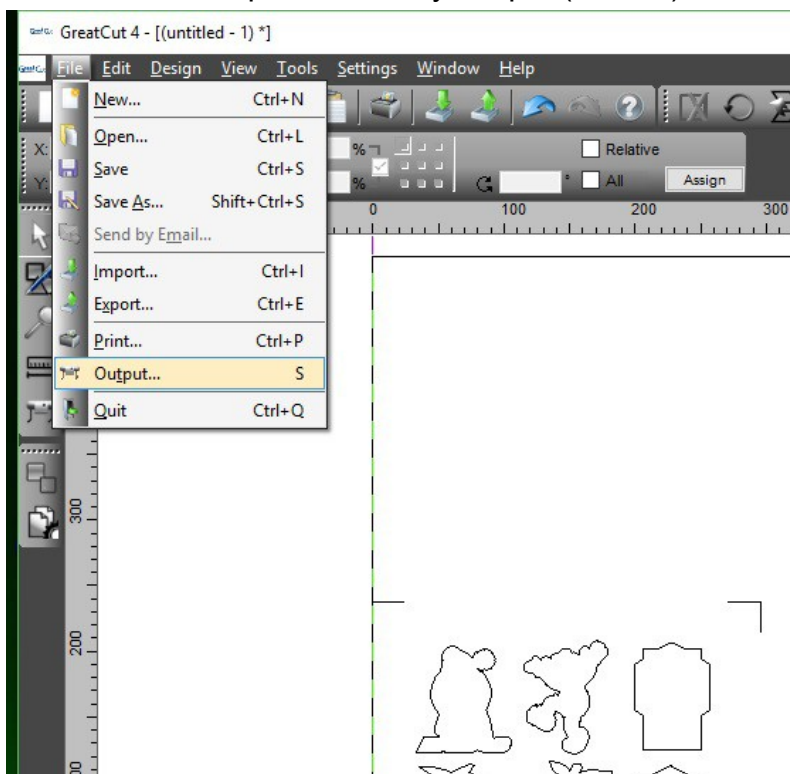 GreatCut 4 - [(untitled - 1) *]
File Edit Design View Tools Settings Window Help
New... Ctrl+N
Open... Ctrl+L
Save Ctrl+S
Save As... Shift+Ctrl+S
Send by Email...
Import... Ctrl+I
Export... Ctrl+E
Print... Ctrl+P
Output... S
Quit Ctrl+Q
X:
Y:
%
%
Relative
All
Assign
0 100 200 300
300
200